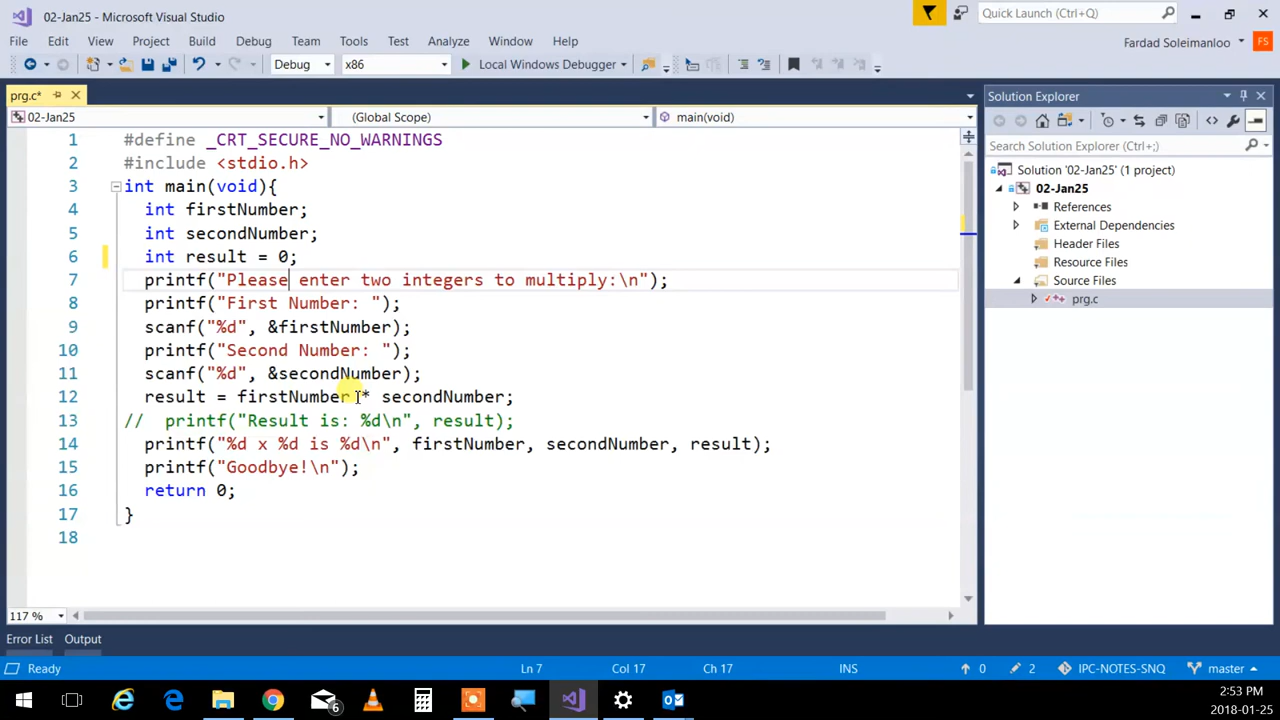 02-Jan25 - Microsoft Visual Studio
Quick Launch (Ctrl+Q)
File Edit View Project Build Debug Team Tools Test Analyze Window Help
Fardad Soleimanloo FS
Debug x86 Local Windows Debugger
prg.c*
02-Jan25 (Global Scope) main(void)
1 #define _CRT_SECURE_NO_WARNINGS
2 #include <stdio.h>
3 int main(void){
4 int firstNumber;
5 int secondNumber;
6 int result = 0;
7 printf("Please enter two integers to multiply:\n");
8 printf("First Number: ");
9 scanf("%d", &firstNumber);
10 printf("Second Number: ");
11 scanf("%d", &secondNumber);
12 result = firstNumber * secondNumber;
13 // printf("Result is: %d\n", result);
14 printf("%d x %d is %d\n", firstNumber, secondNumber, result);
15 printf("Goodbye!\n");
16 return 0;
17 }
18
117 %
Solution Explorer
Search Solution Explorer (Ctrl+;)
Solution '02-Jan25' (1 project)
02-Jan25
References
External Dependencies
Header Files
Resource Files
Source Files
prg.c
Error List Output
Ready Ln 7 Col 17 Ch 17 INS 0 2 IPC-NOTES-SNQ master
6
2:53 PM
2018-01-25